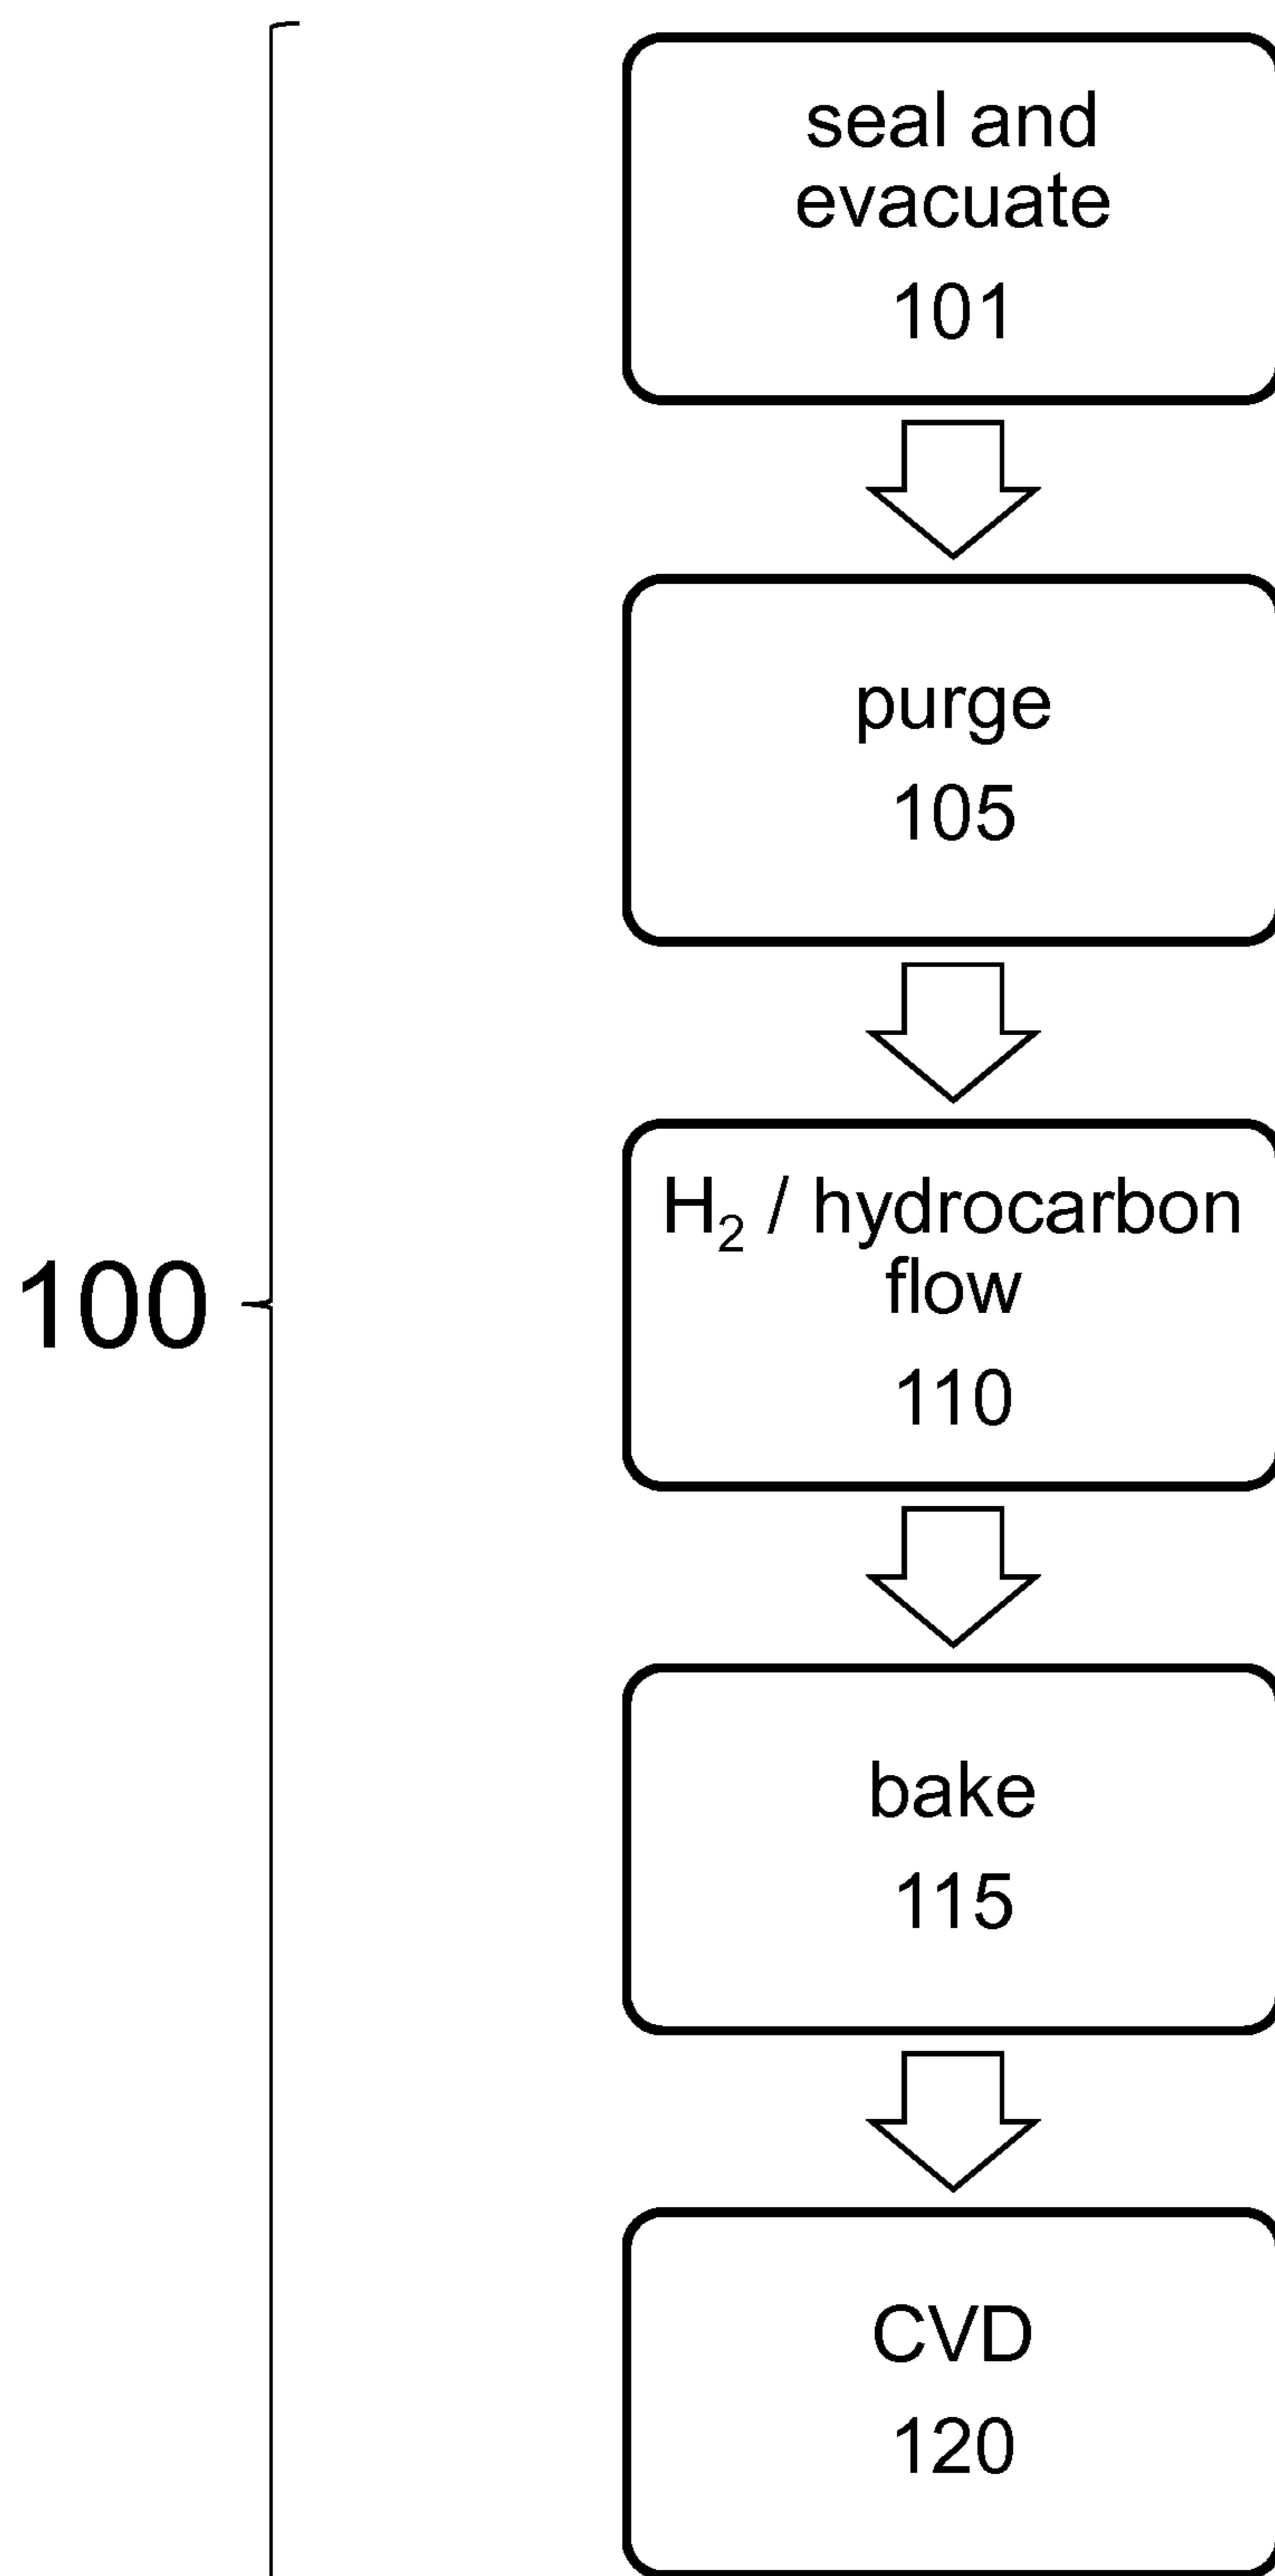 seal and
evacuate
101
purge
105
H₂ / hydrocarbon
flow
110
100
bake
115
CVD
120